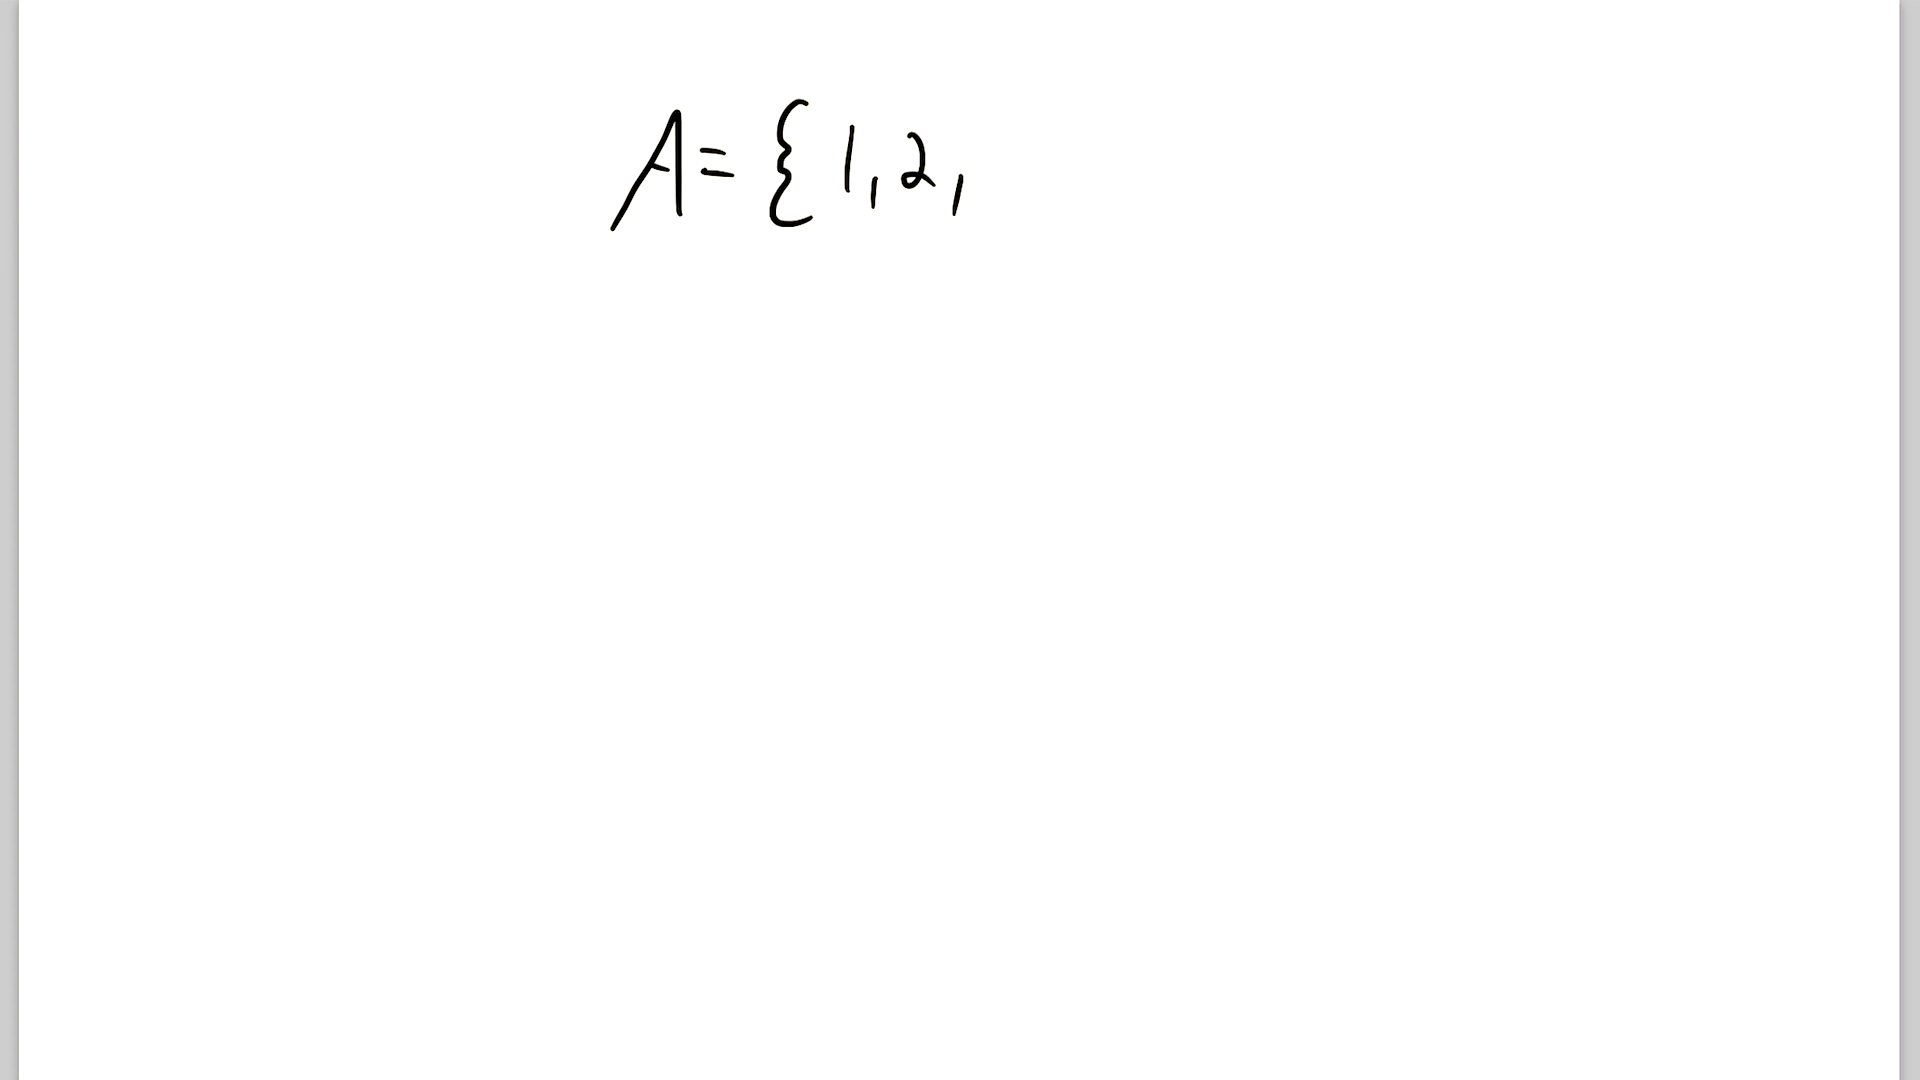 A= { 1, 2,